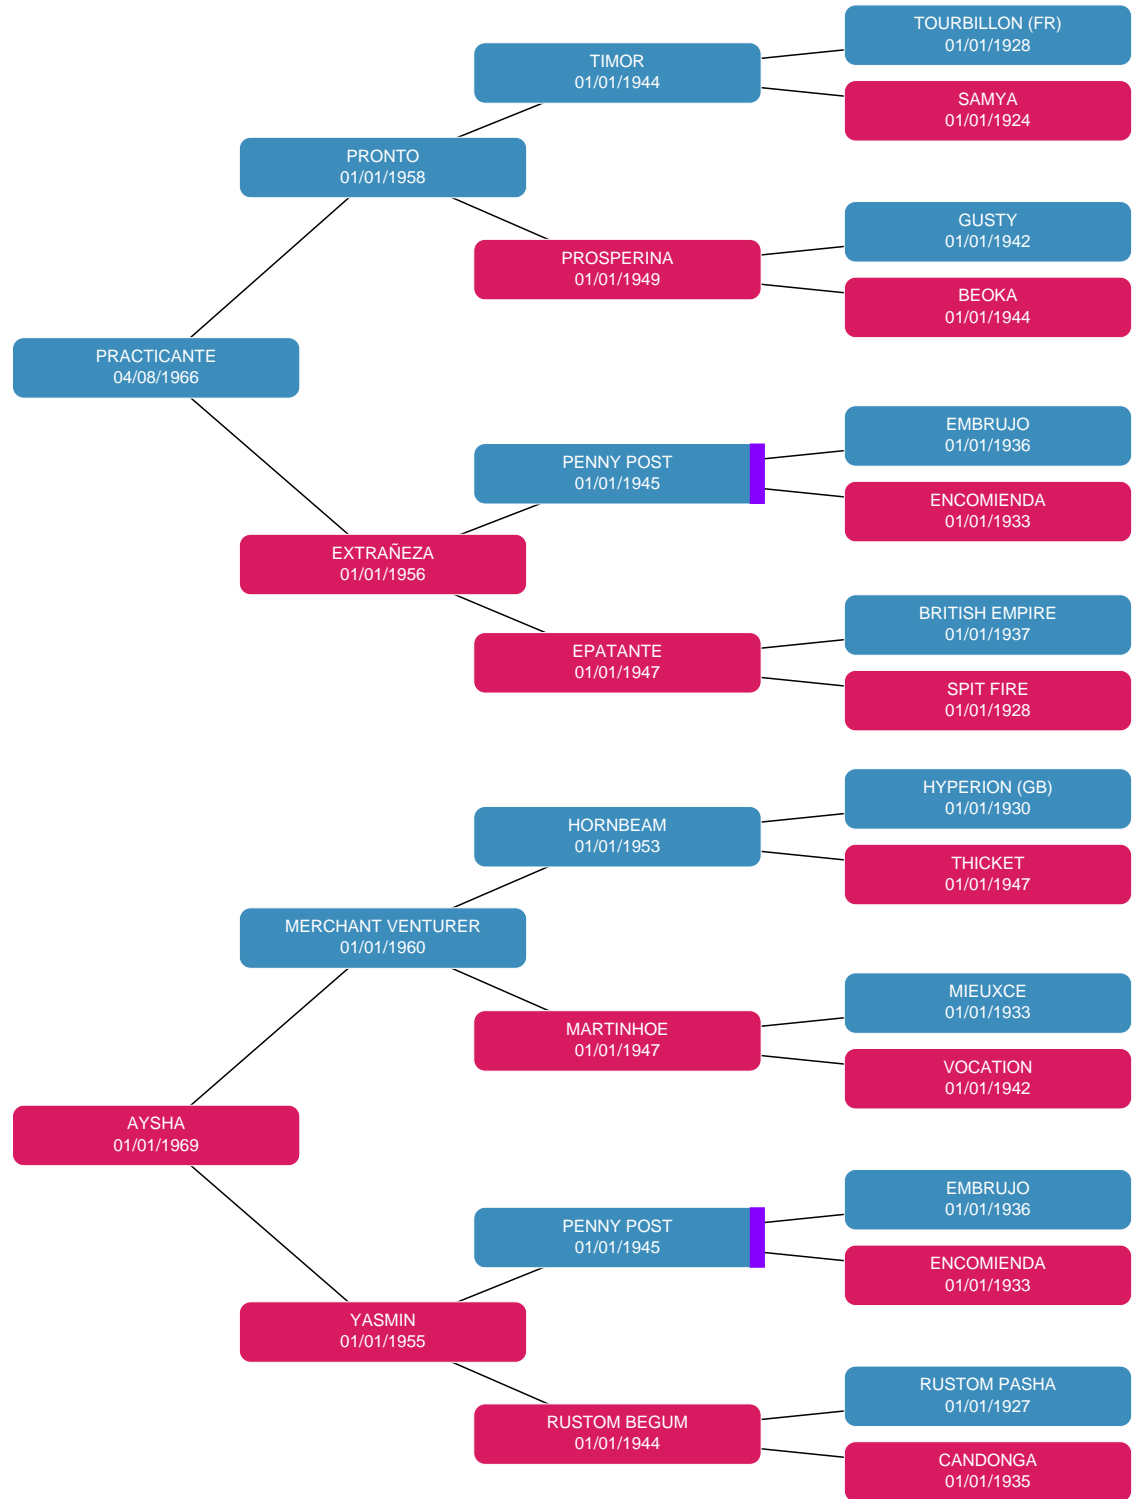 TOURBILLON (FR)
01/01/1928
TIMOR
01/01/1944
SAMYA
01/01/1924
PRONTO
01/01/1958
GUSTY
01/01/1942
PROSPERINA
01/01/1949
BEOKA
01/01/1944
PRACTICANTE
04/08/1966
EMBRUJO
01/01/1936
PENNY POST
01/01/1945
ENCOMIENDA
01/01/1933
EXTRAÑEZA
01/01/1956
BRITISH EMPIRE
01/01/1937
EPATANTE
01/01/1947
SPIT FIRE
01/01/1928
HYPERION (GB)
01/01/1930
HORNBEAM
01/01/1953
THICKET
01/01/1947
MERCHANT VENTURER
01/01/1960
MIEUXCE
01/01/1933
MARTINHOE
01/01/1947
VOCATION
01/01/1942
AYSHA
01/01/1969
EMBRUJO
01/01/1936
PENNY POST
01/01/1945
ENCOMIENDA
01/01/1933
YASMIN
01/01/1955
RUSTOM PASHA
01/01/1927
RUSTOM BEGUM
01/01/1944
CANDONGA
01/01/1935